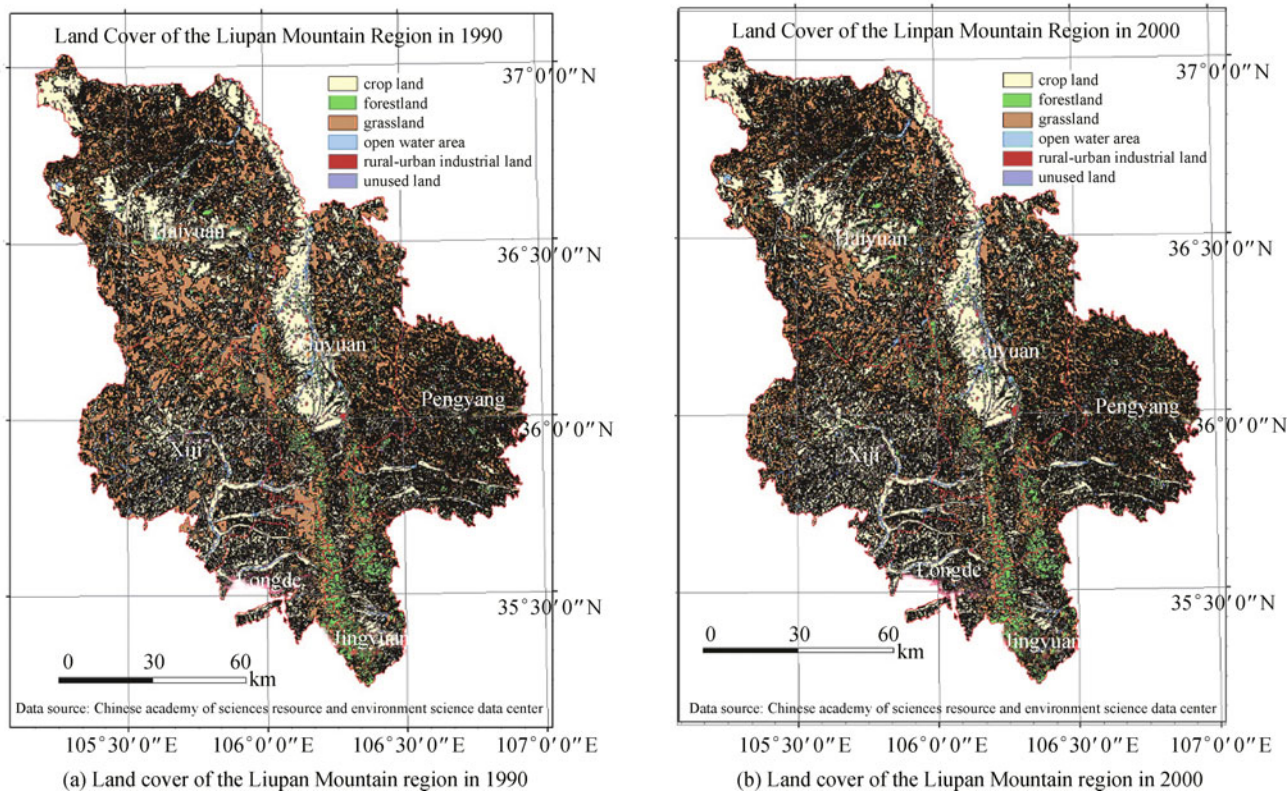 Land Cover of the Liupan Mountain Region in 1990
37°0′0″N
crop land
forestland
grassland
open water area
rural-urban industrial land
unused land
Haiyuan
36°30′0″N
Guyuan
Pengyang
36°0′0″N
Xiji
Longde
35°30′0″N
Jingyuan
0 30 60
km
Data source: Chinese academy of sciences resource and environment science data center
105°30′0″E 106°0′0″E 106°30′0″E 107°0′0″E
(a) Land cover of the Liupan Mountain region in 1990
Land Cover of the Linpan Mountain Region in 2000
37°0′0″N
crop land
forestland
grassland
open water area
rural-urban industrial land
unused land
Haiyuan
36°30′0″N
Guyuan
Pengyang
36°0′0″N
Xiji
Longde
35°30′0″N
Jingyuan
0 30 60
km
Data source: Chinese academy of sciences resource and environment science data center
105°30′0″E 106°0′0″E 106°30′0″E 107°0′0″E
(b) Land cover of the Liupan Mountain region in 2000